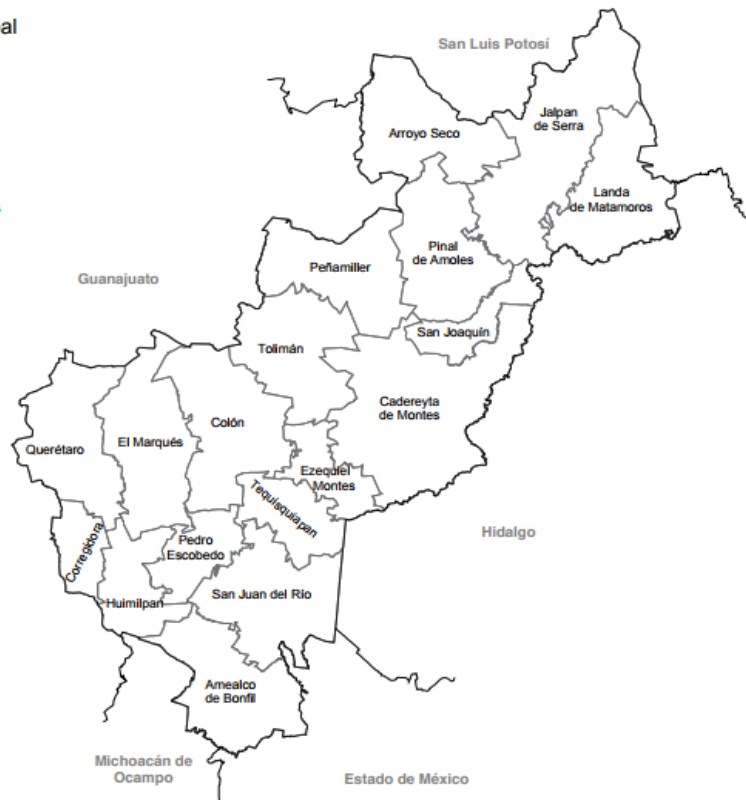 San Luis Potosí
Jalpan
de Serra
Arroyo Seco
Landa
de Matamoros
Pinal
de Amoles
Peñamiller
Guanajuato
San Joaquín
Tolimán
Cadereyta
de Montes
Colón
El Marqués
Querétaro
Ezequiel
Montes
Tequisquiapan
Hidalgo
Pedro
Escobedo
Corregidora
San Juan del Río
Huimilpan
Amealco
de Bonfil
Michoacán de
Ocampo
Estado de México